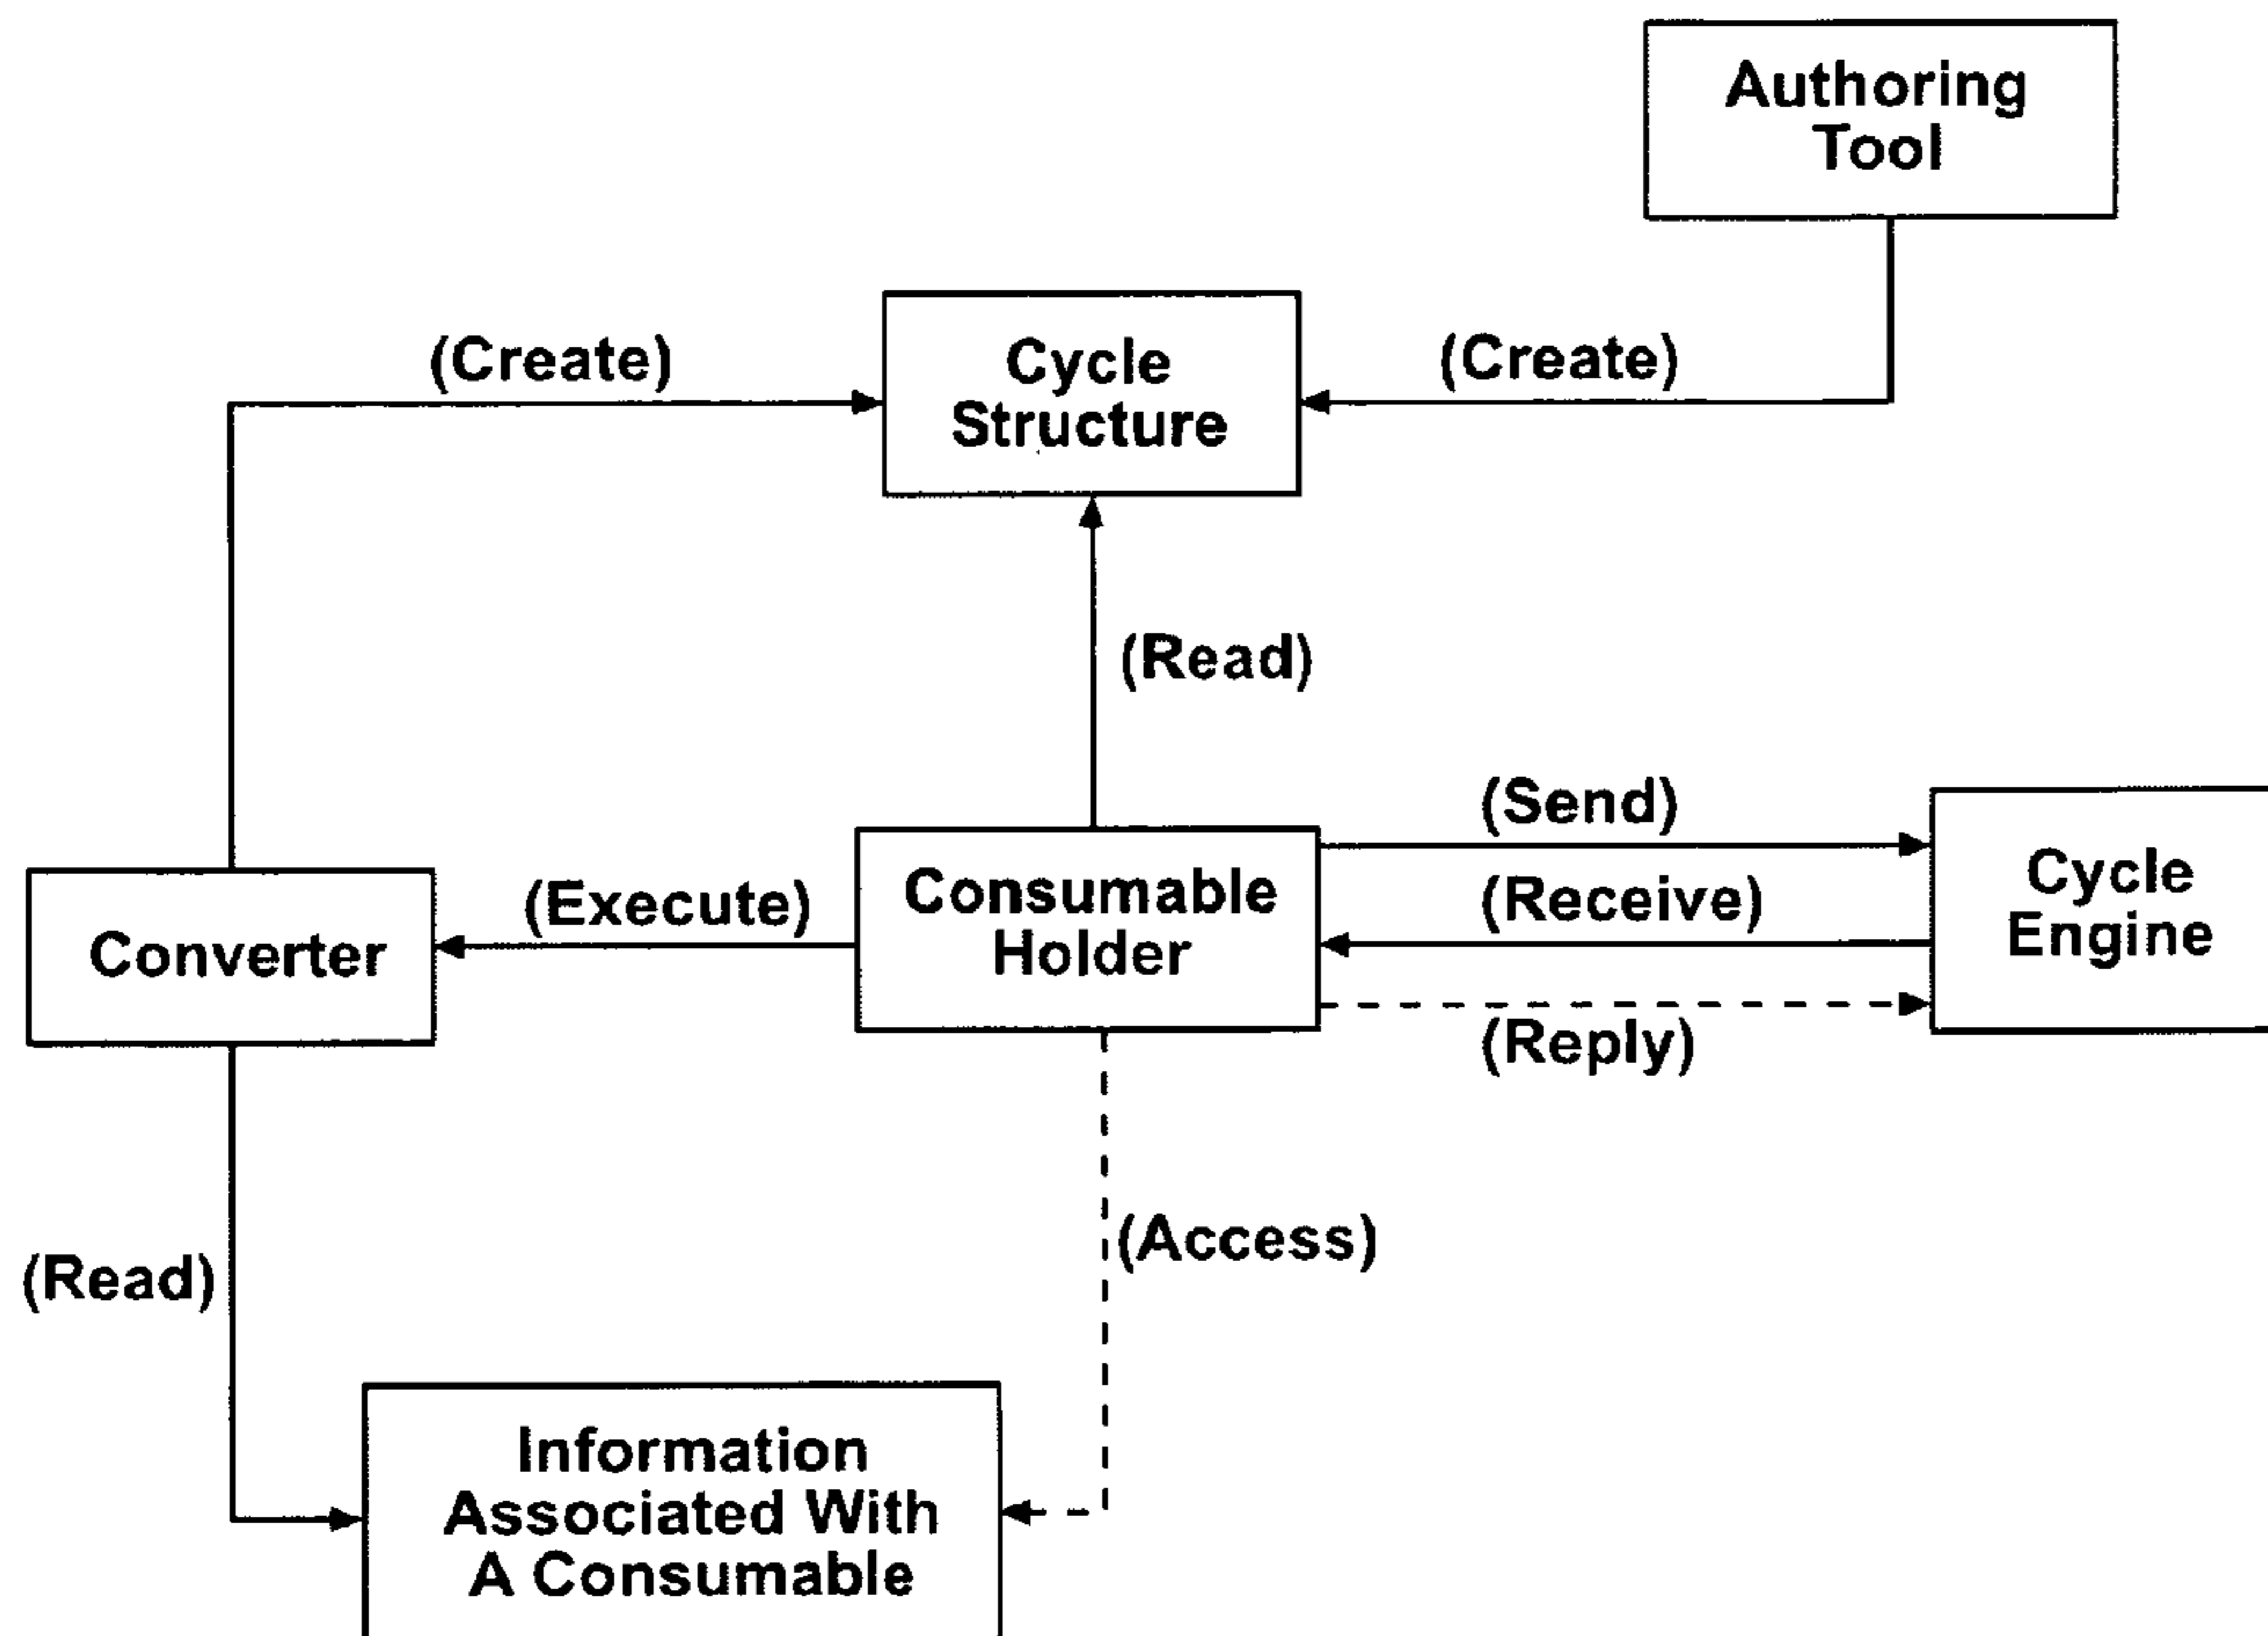 Authoring
Tool
(Create)
Cycle
Structure
(Create)
(Read)
(Send)
(Execute)
Consumable
Holder
(Receive)
Cycle
Engine
Converter
(Reply)
(Access)
(Read)
Information
Associated With
A Consumable